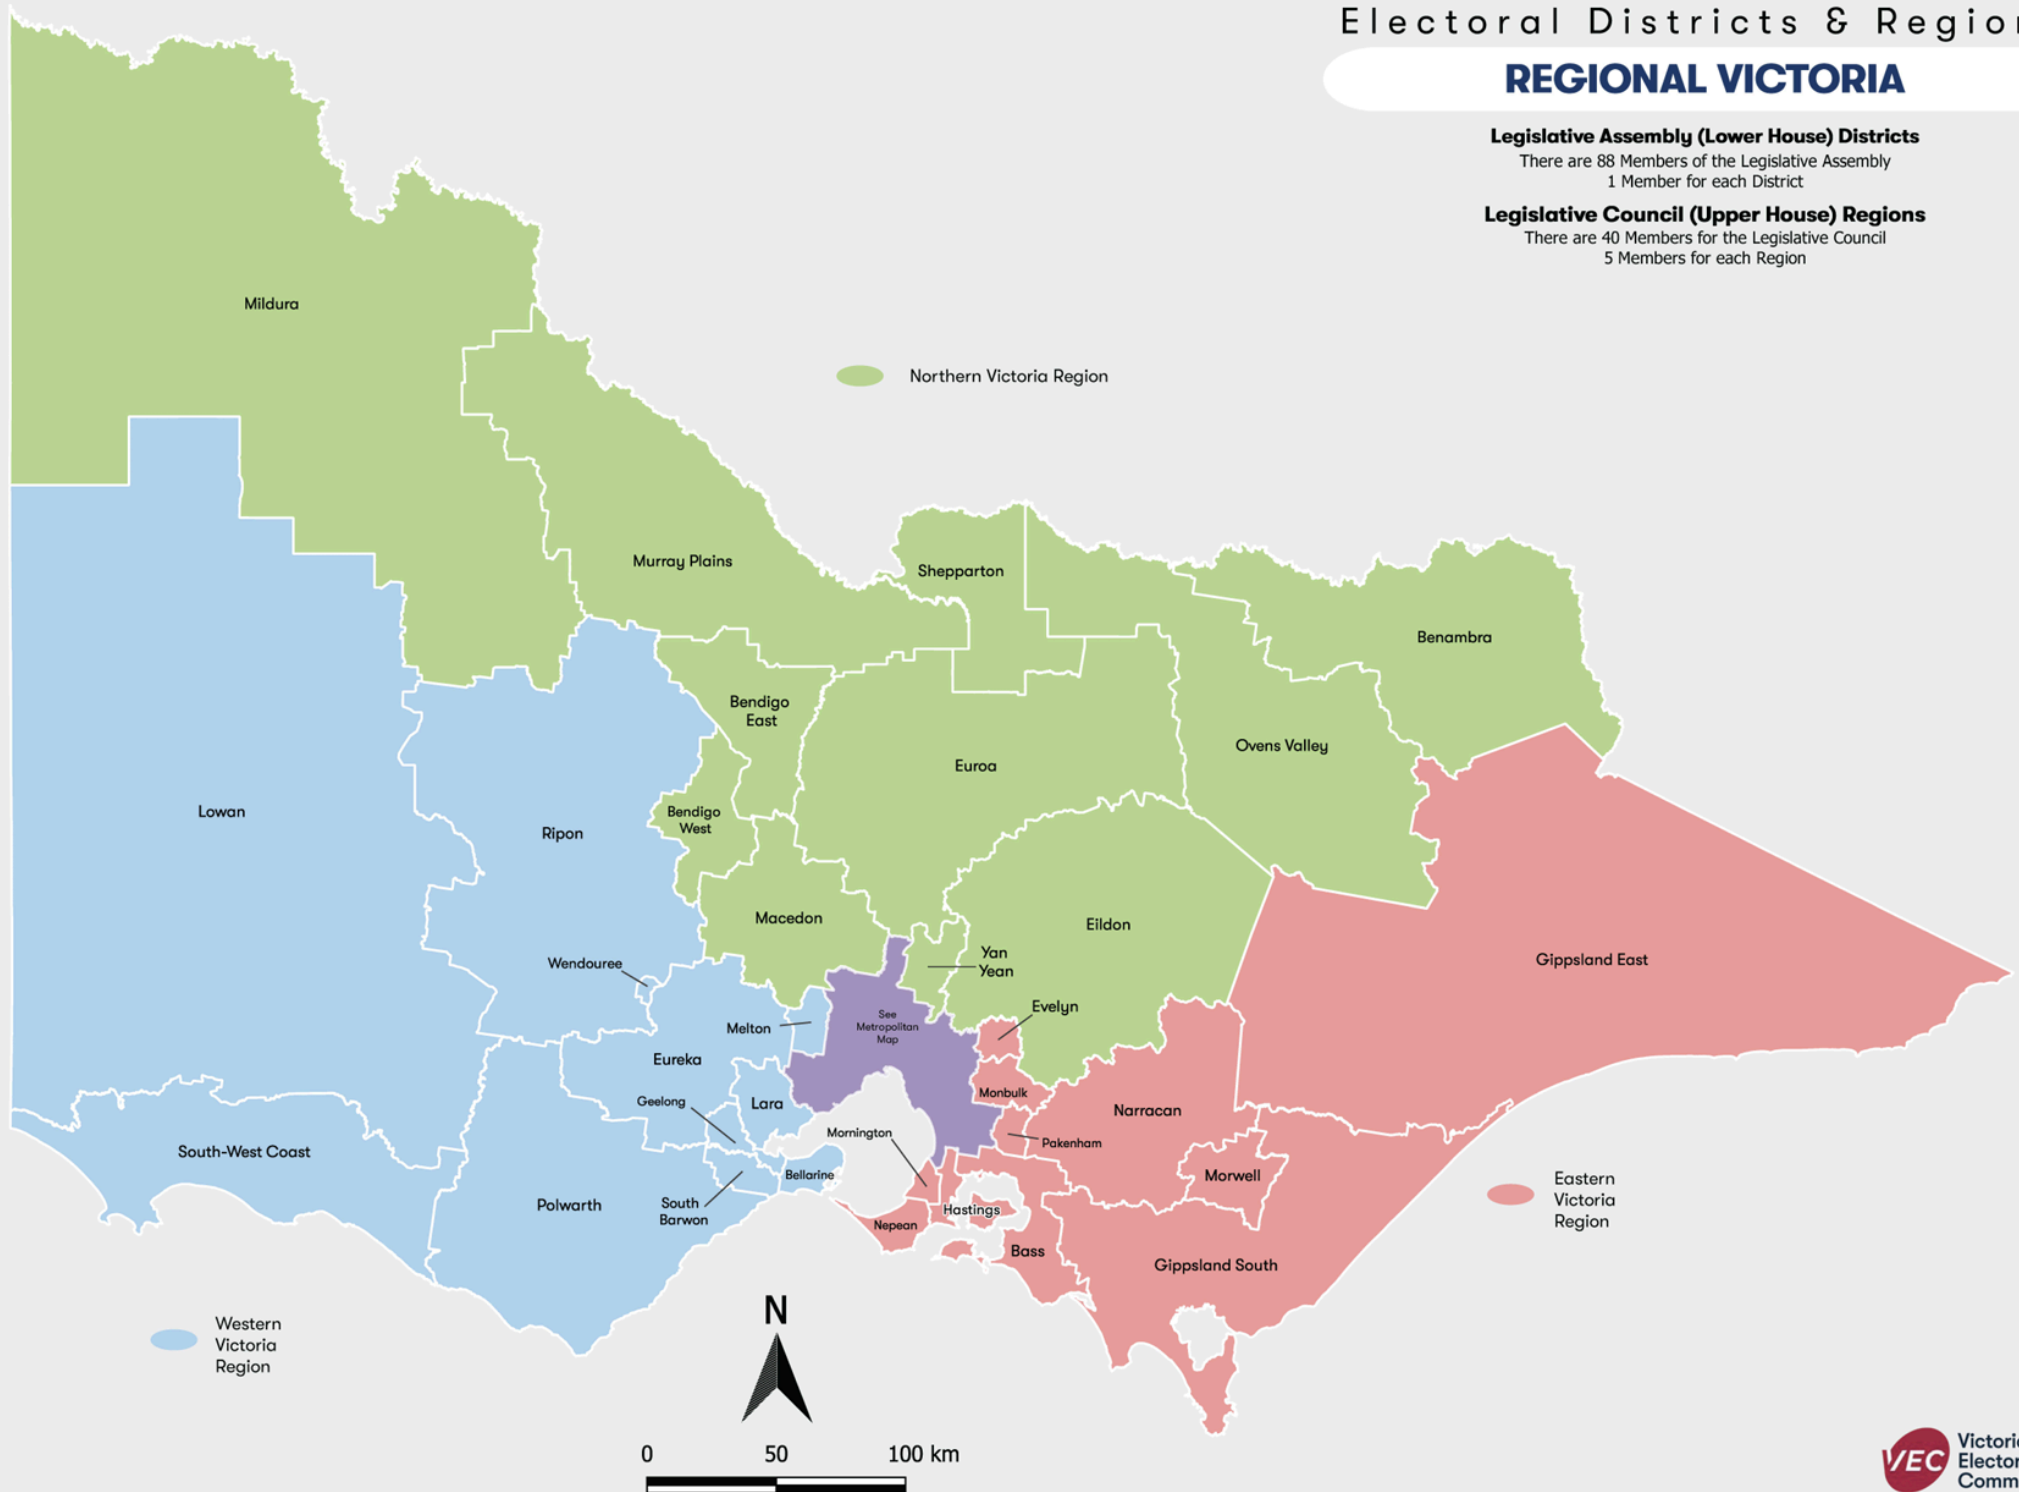 Electoral Districts & Region
REGIONAL VICTORIA
Legislative Assembly (Lower House) Districts
There are 88 Members of the Legislative Assembly
1 Member for each District
Legislative Council (Upper House) Regions
There are 40 Members for the Legislative Council
5 Members for each Region
Mildura
Northern Victoria Region
Murray Plains
Shepparton
Benambra
Bendigo
East
Ovens Valley
Euroa
Lowan
Ripon
Bendigo
West
Macedon
Eildon
Yan
Yean
Gippsland East
Wendouree
Evelyn
See
Metropolitan
Map
Melton
Eureka
Monbulk
Geelong
Lara
Narracan
Mornington
Pakenham
South-West Coast
Bellarine
Morwell
Polwarth
South
Barwon
Hastings
Nepean
Bass
Gippsland South
Eastern
Victoria
Region
Western
Victoria
Region
N
0 50 100 km
VEC
Victori
Elector
Comm